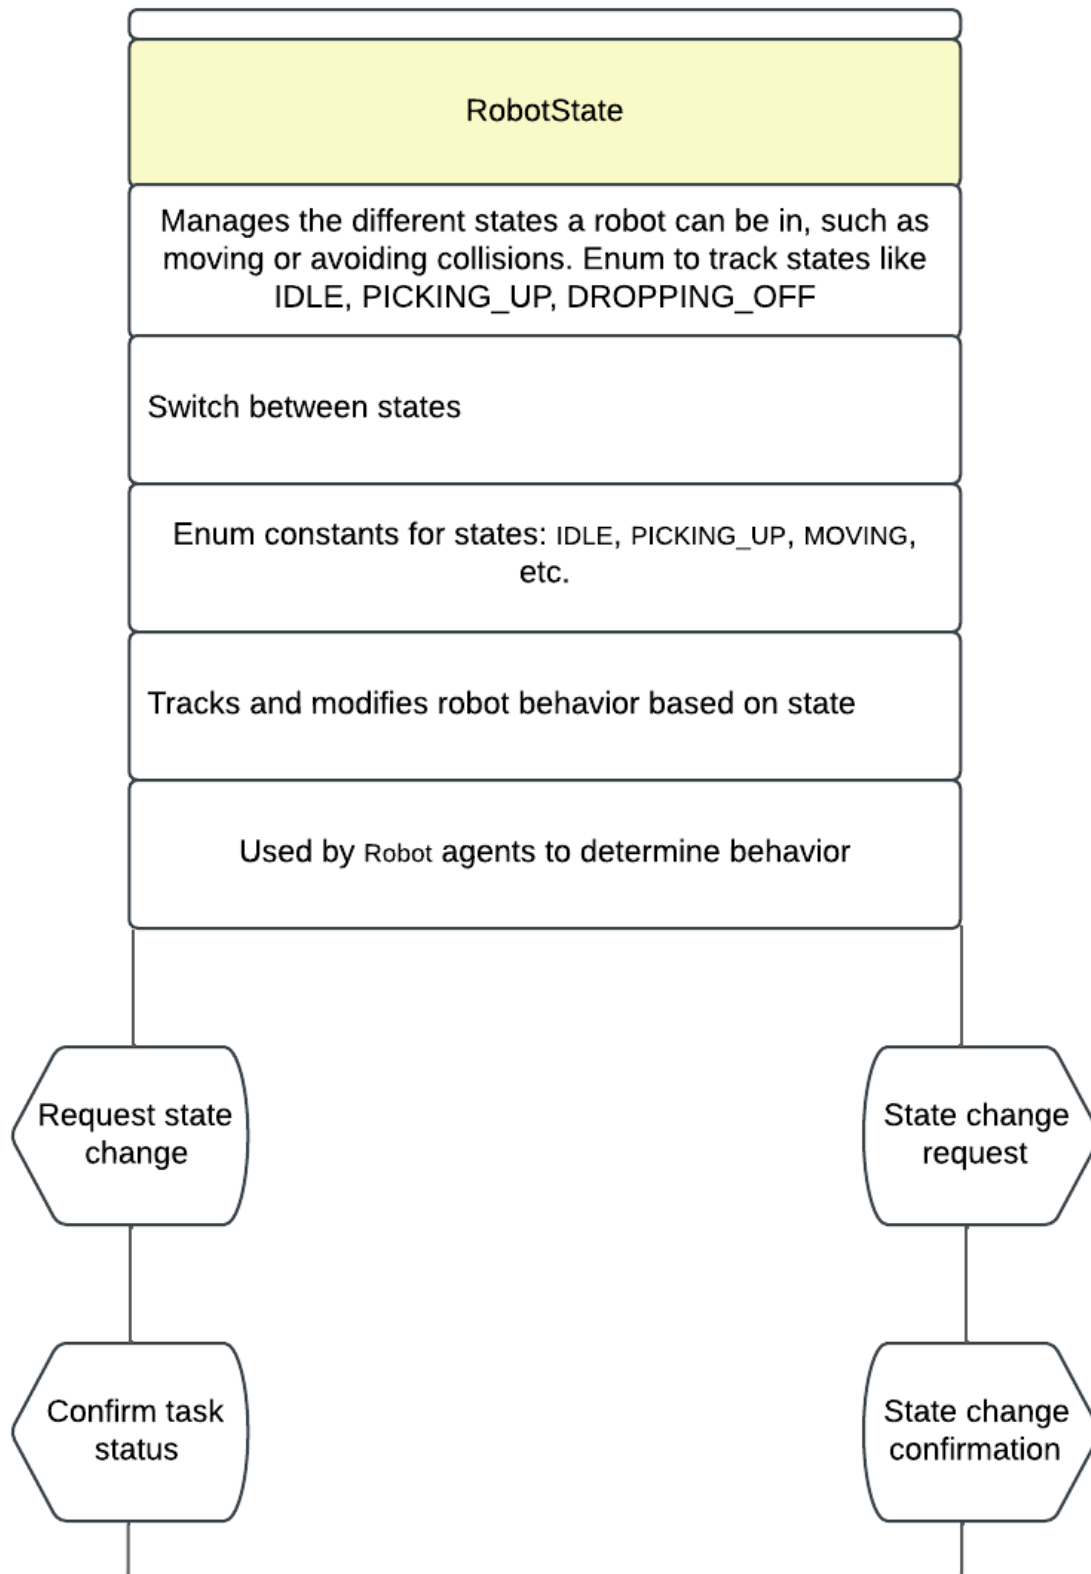 RobotState
Manages the different states a robot can be in, such as
moving or avoiding collisions. Enum to track states like
IDLE, PICKING_UP, DROPPING_OFF
Switch between states
Enum constants for states: IDLE, PICKING_UP, MOVING,
etc.
Tracks and modifies robot behavior based on state
Used by Robot agents to determine behavior
Request state
change
State change
request
Confirm task
status
State change
confirmation